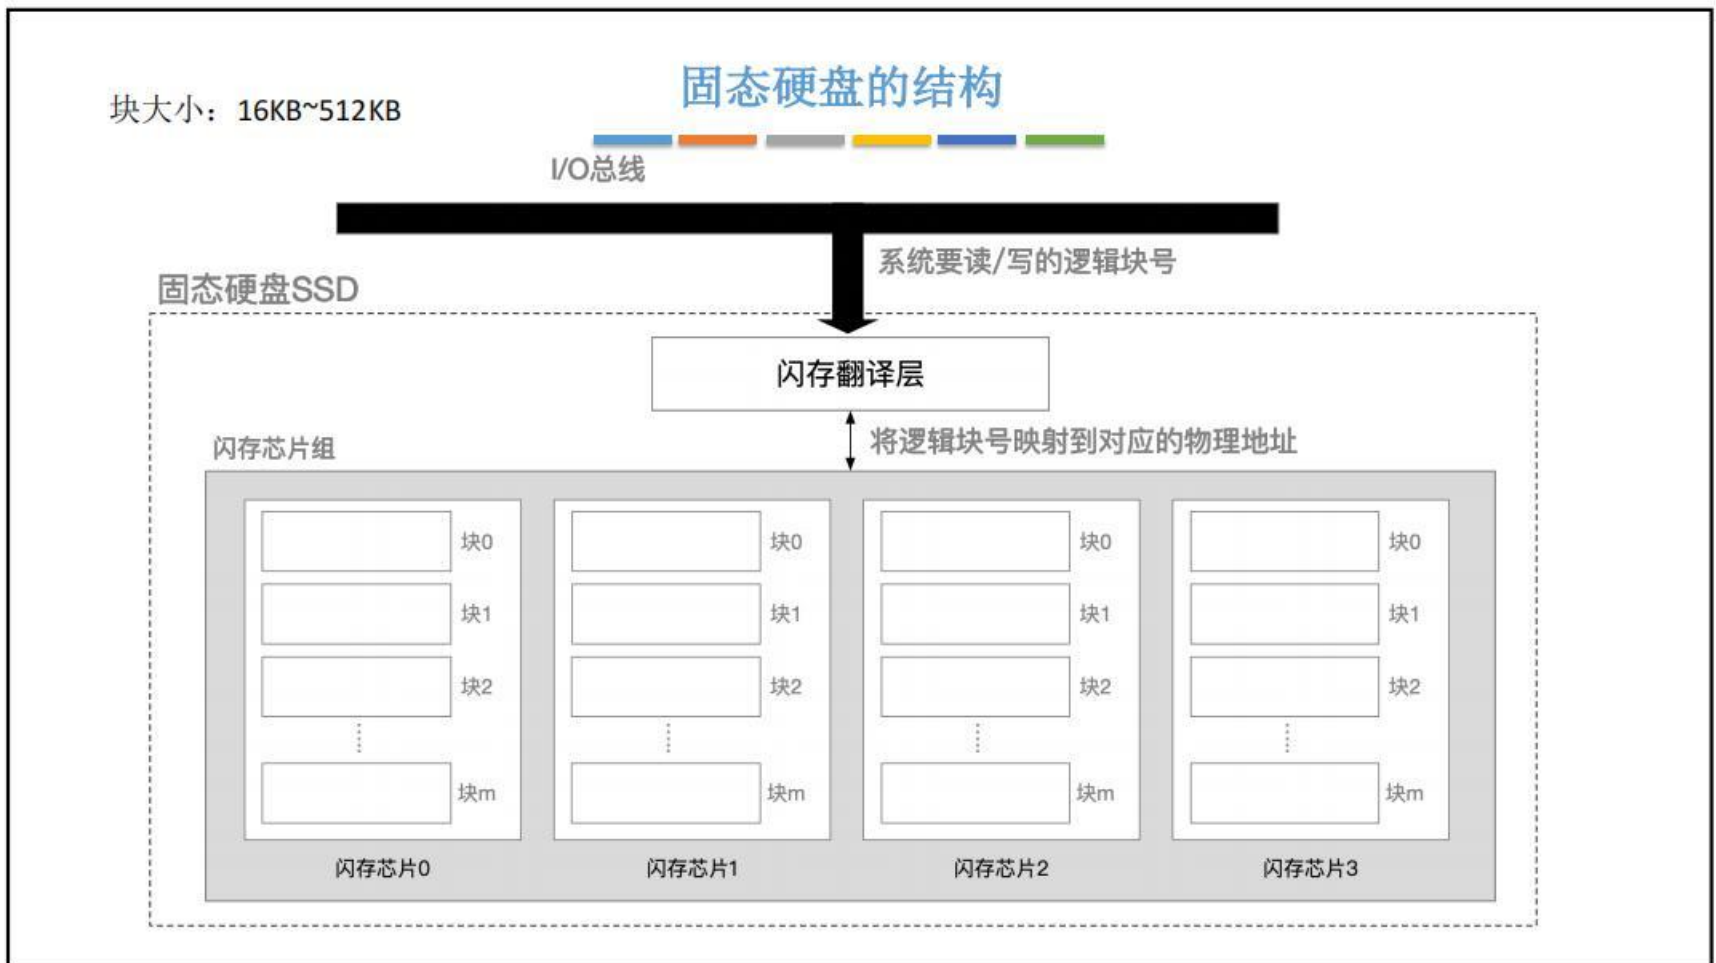 固态硬盘的结构
块大小：16KB~512KB
I/O总线
系统要读/写的逻辑块号
固态硬盘SSD
闪存翻译层
将逻辑块号映射到对应的物理地址
闪存芯片组
块0 块0 块0 块0
块1 块1 块1 块1
块2 块2 块2 块2
块m 块m 块m 块m
闪存芯片0 闪存芯片1 闪存芯片2 闪存芯片3